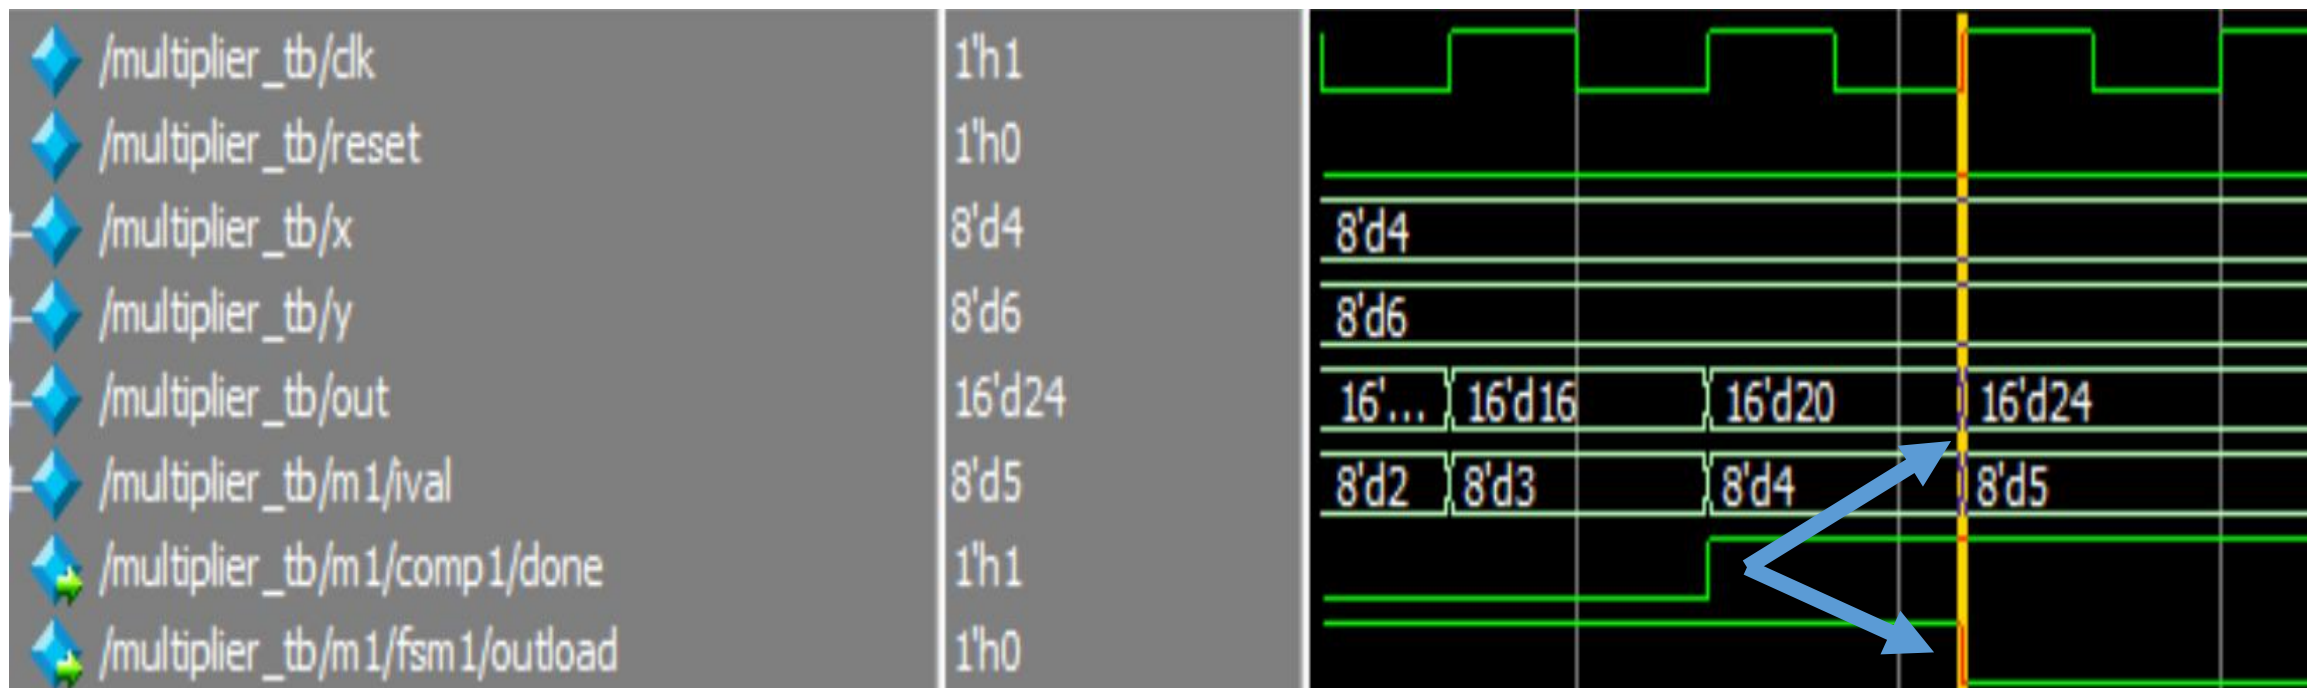 /multiplier_tb/clk 1'h1
/multiplier_tb/reset 1'h0
/multiplier_tb/x 8'd4 8'd4
/multiplier_tb/y 8'd6 8'd6
/multiplier_tb/out 16'd24 16'... 16'd16 16'd20 16'd24
/multiplier_tb/m1/ival 8'd5 8'd2 8'd3 8'd4 8'd5
/multiplier_tb/m1/comp1/done 1'h1
/multiplier_tb/m1/fsm1/outload 1'h0